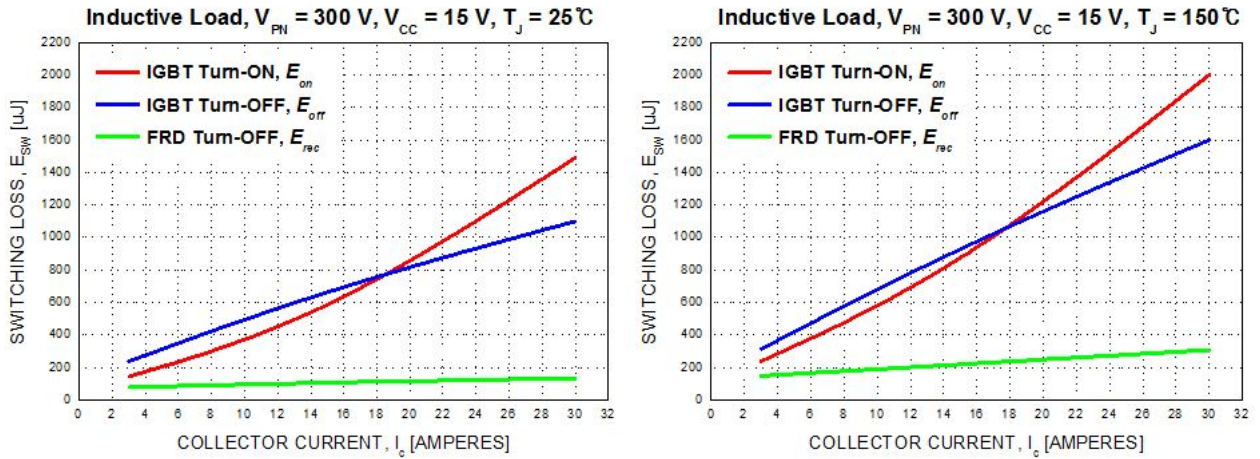 Inductive Load, VPN = 300 V, VCC = 15 V, TJ = 25℃
2200
2000
1800
1600
1400
1200
1000
800
600
400
200
0
SWITCHING LOSS, ESW [uJ]
IGBT Turn-ON, Eon
IGBT Turn-OFF, Eoff
FRD Turn-OFF, Erec
0 2 4 6 8 10 12 14 16 18 20 22 24 26 28 30 32
COLLECTOR CURRENT, Ic [AMPERES]
Inductive Load, VPN = 300 V, VCC = 15 V, TJ = 150℃
2200
2000
1800
1600
1400
1200
1000
800
600
400
200
0
SWITCHING LOSS, ESW [uJ]
IGBT Turn-ON, Eon
IGBT Turn-OFF, Eoff
FRD Turn-OFF, Erec
0 2 4 6 8 10 12 14 16 18 20 22 24 26 28 30 32
COLLECTOR CURRENT, Ic [AMPERES]